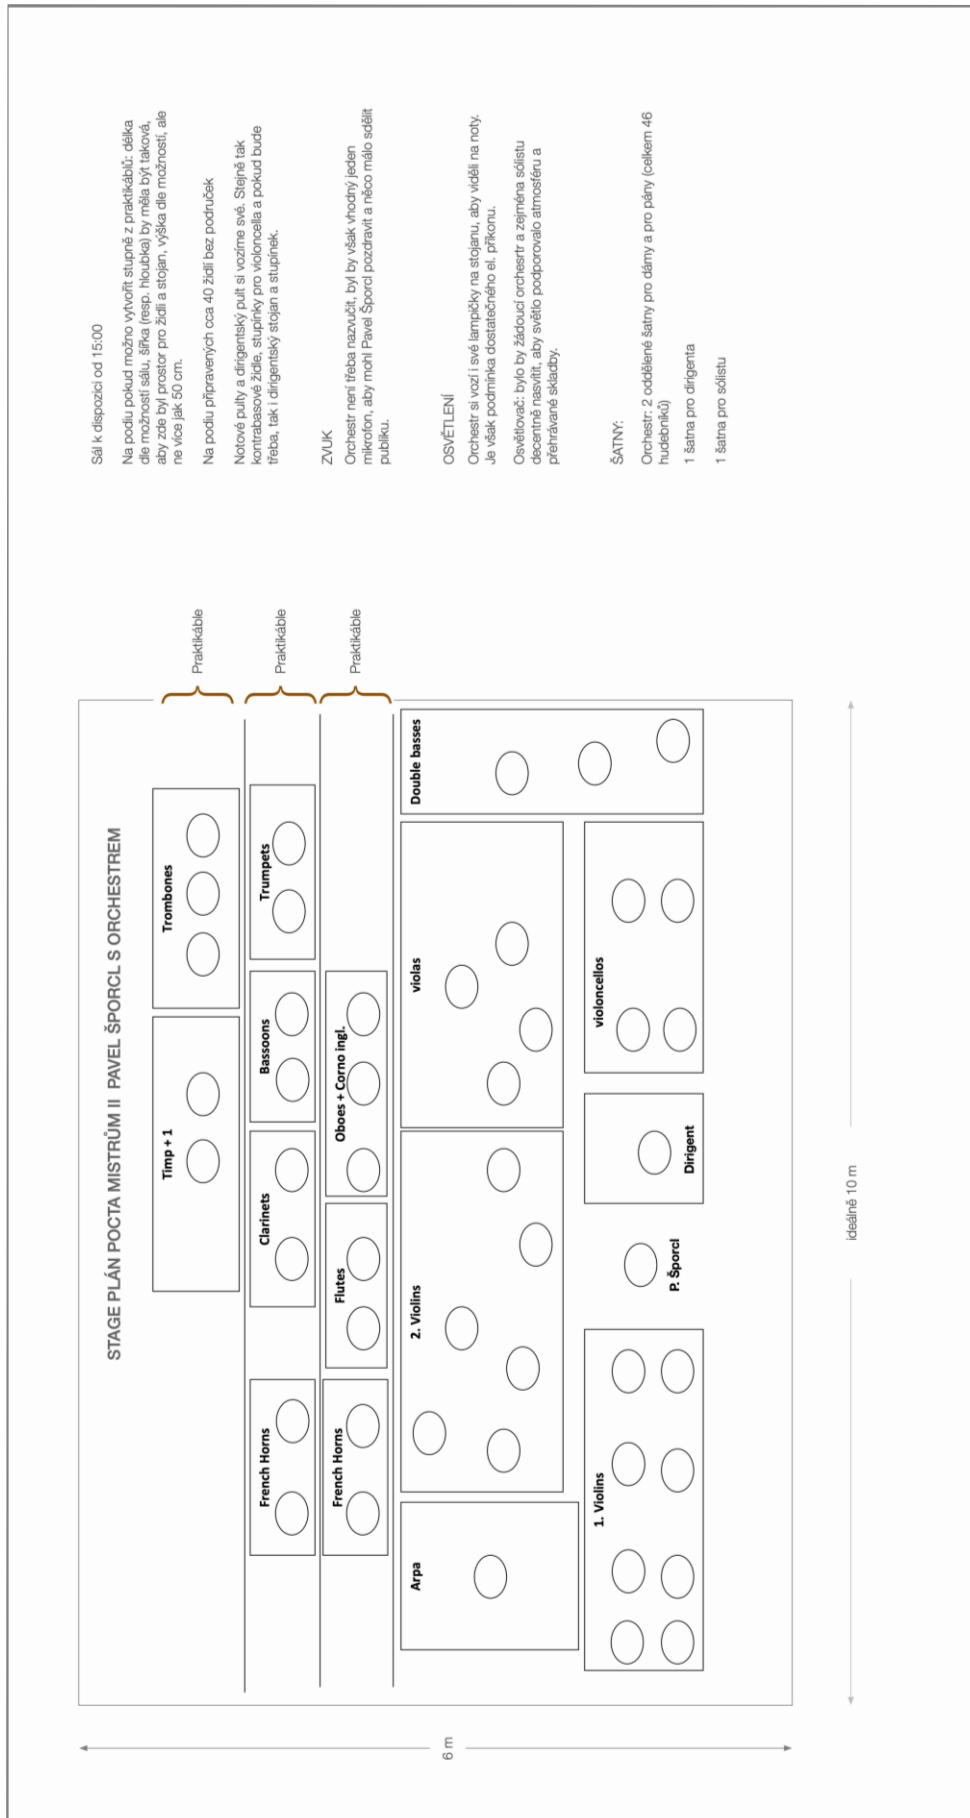 STAGE PLÁN POCTA MISTRŮM II  PAVEL ŠPORCL S ORCHESTREM
Timp + 1
Trombones
Praktikáble
French Horns
Clarinets
Bassoons
Trumpets
Praktikáble
French Horns
Flutes
Oboes + Corno ingl.
Praktikáble
Arpa
2. Violins
violas
Double basses
1. Violins
P. Šporcl
Dirigent
violoncellos
6 m
ideálně 10 m
Sál k dispozici od 15:00
Na podiu pokud možno vytvořit stupně z praktikáblů: délka
dle možností sálu, šířka (resp. hloubka) by měla být taková,
aby zde byl prostor pro židli a stojan, výška dle možností, ale
ne více jak 50 cm.
Na podiu připravených cca 40 židlí bez područek
Notové pulty a dirigentský pult si vozíme své. Stejně tak
kontrabasové židle, stupínky pro violoncella a pokud bude
třeba, tak i dirigentský stojan a stupínek.
ZVUK
Orchestr není třeba nazvučit, byl by však vhodný jeden
mikrofon, aby mohl Pavel Šporcl pozdravit a něco málo sdělit
publiku.
OSVĚTLENÍ
Orchestr si vozí i své lampičky na stojanu, aby viděli na noty.
Je však podmínka dostatečného el. příkonu.
Osvětlovač: bylo by žádoucí orchesrtr a zejména sólistu
decentně nasvítit, aby světlo podporovalo atmosféru a
přehrávané skladby.
ŠATNY:
Orchestr: 2 oddělené šatny pro dámy a pro pány (celkem 46
hudebníků)
1 šatna pro dirigenta
1 šatna pro sólistu